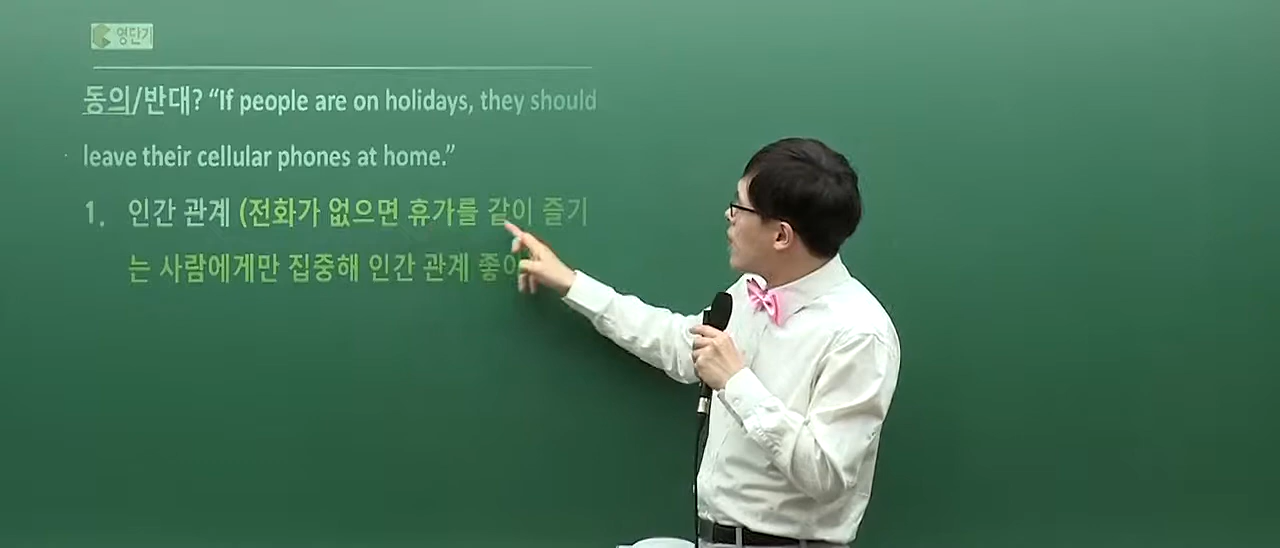 영단기
동의/반대? “If people are on holidays, they should
leave their cellular phones at home.”
1. 인간 관계 (전화가 없으면 휴가를 같이 즐기
는 사람에게만 집중해 인간 관계 좋아